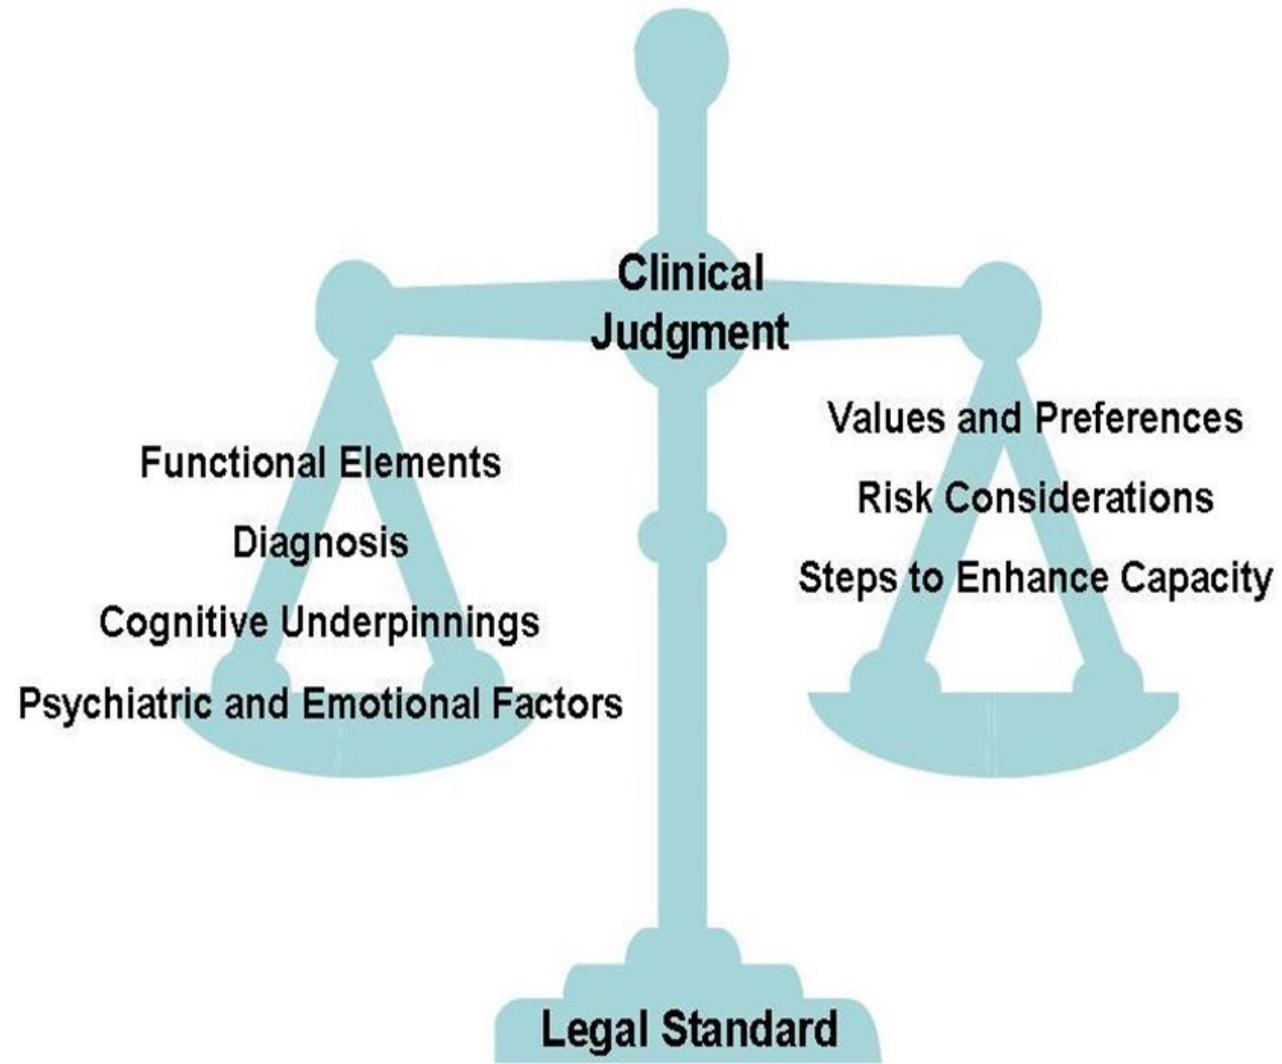 Clinical
Judgment
Functional Elements
Diagnosis
Cognitive Underpinnings
Psychiatric and Emotional Factors
Values and Preferences
Risk Considerations
Steps to Enhance Capacity
Legal Standard